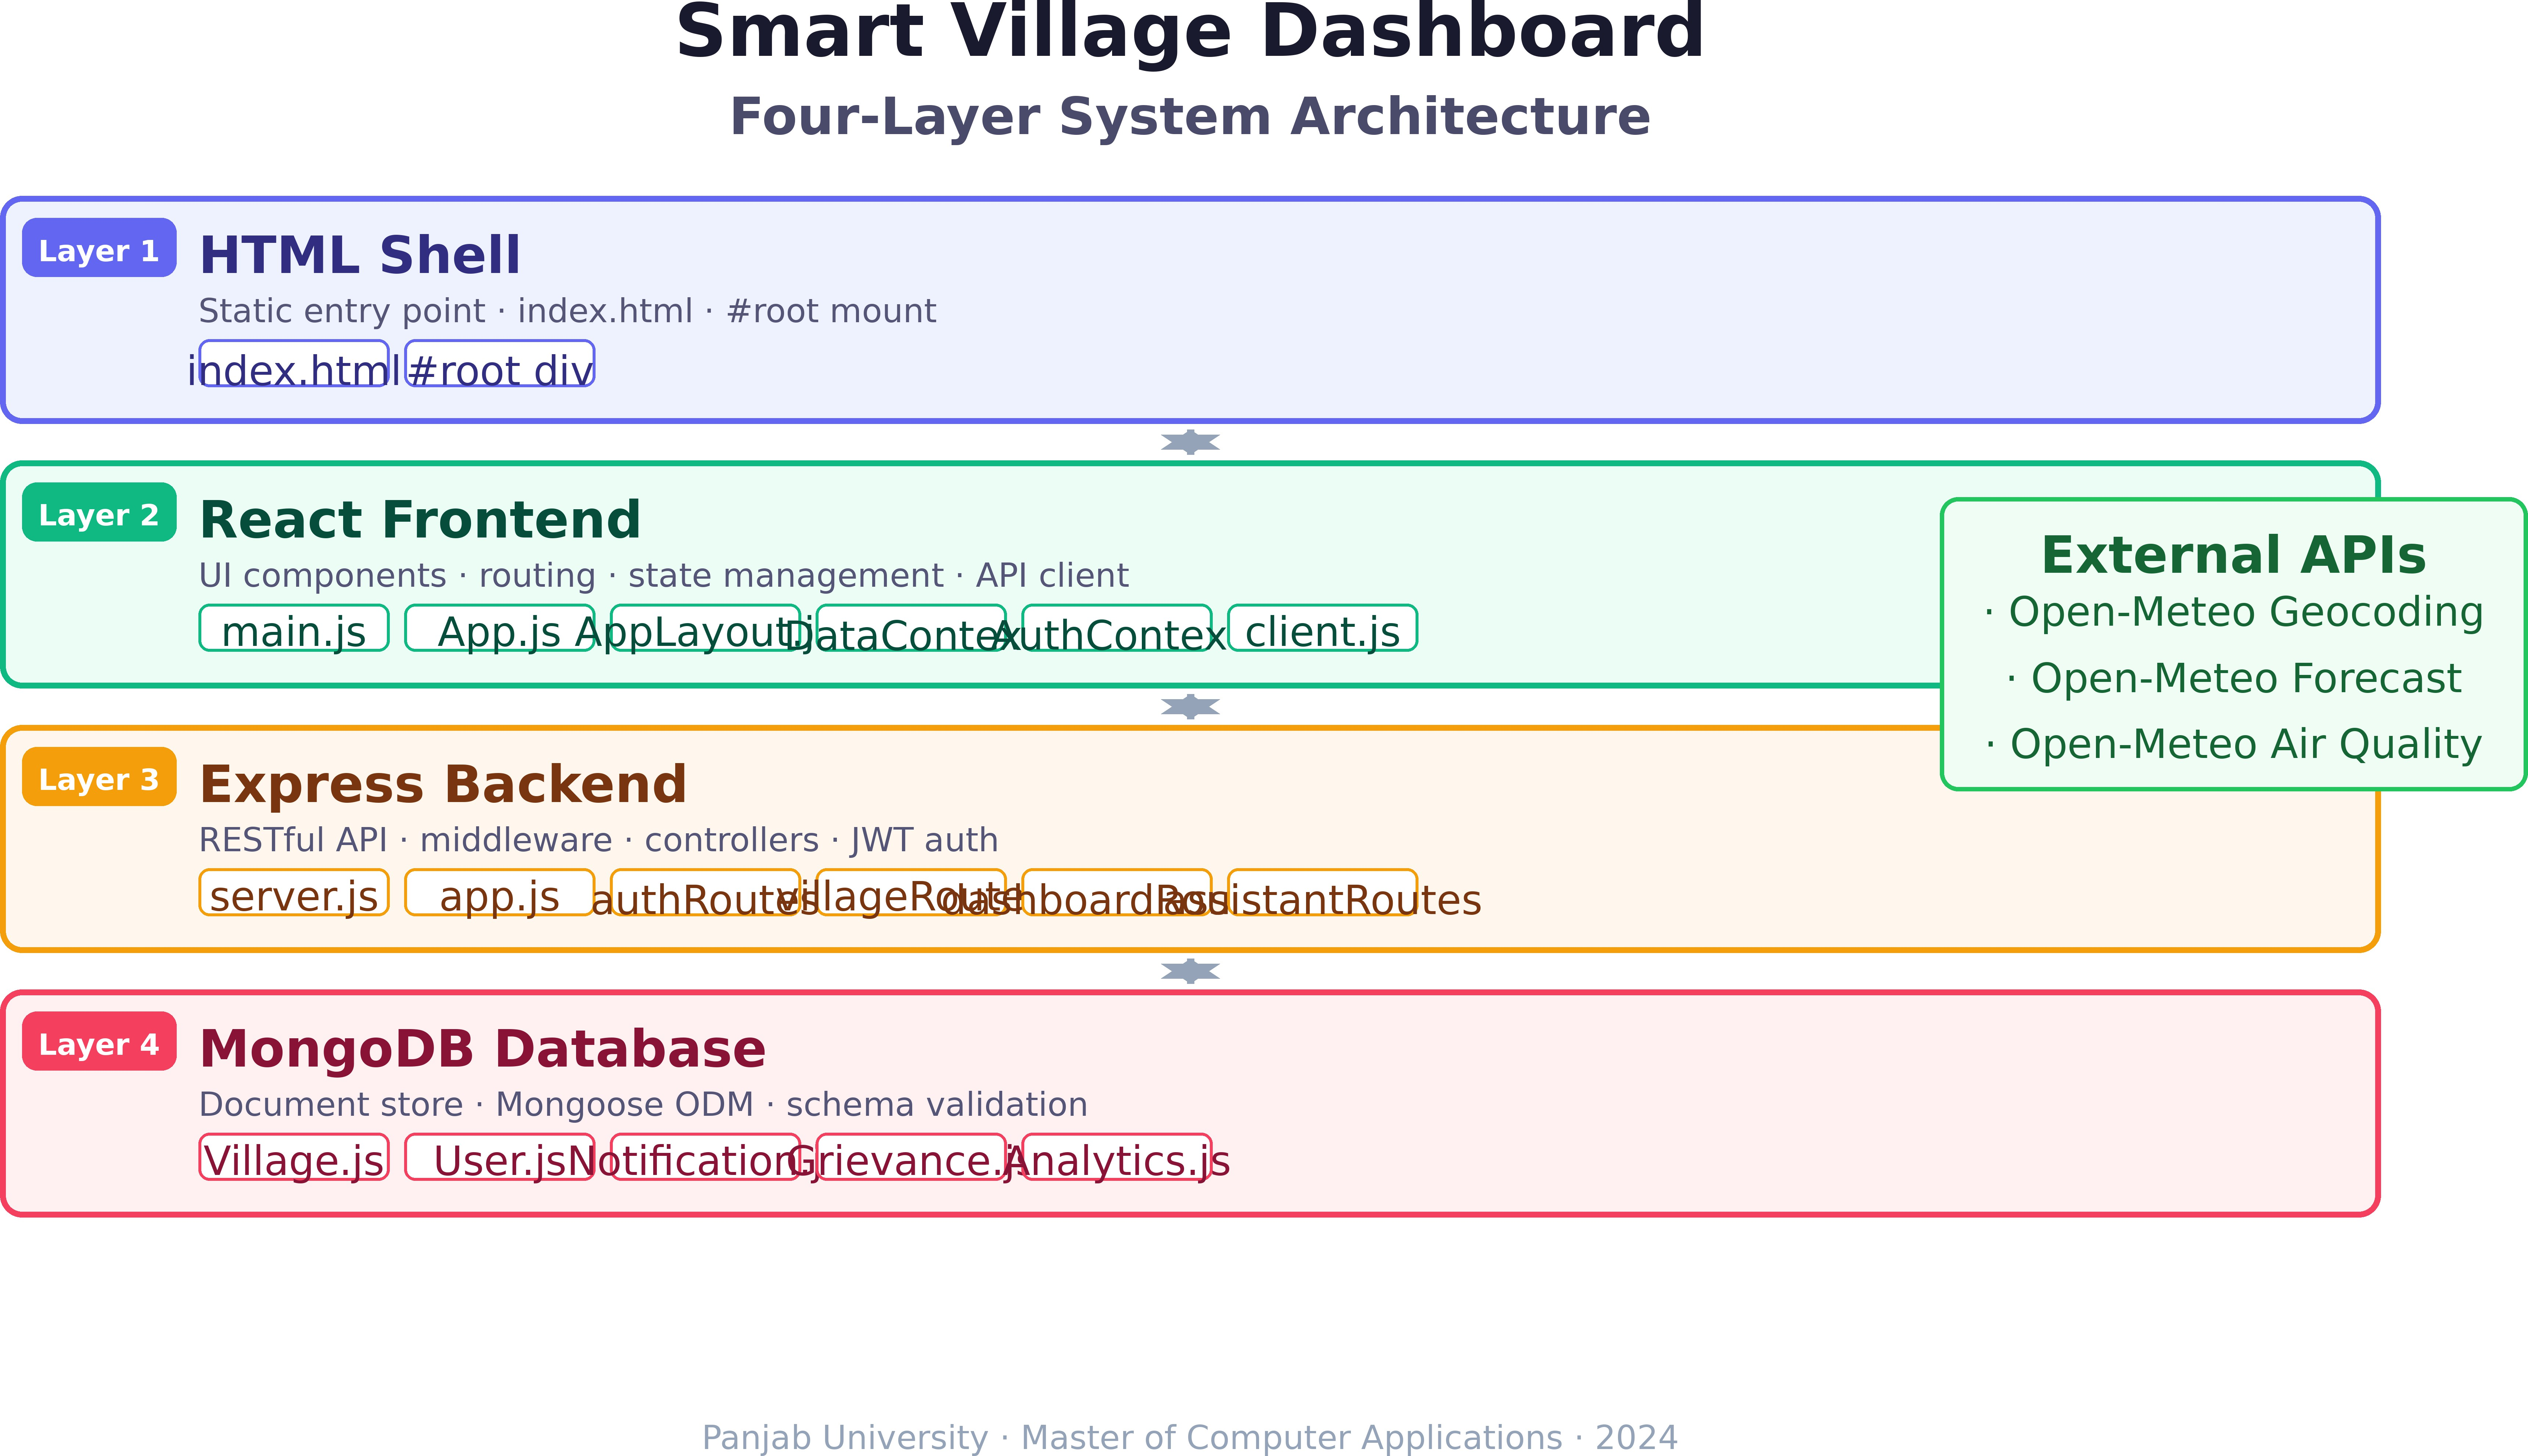 Smart Village Dashboard
Four-Layer System Architecture
Layer 1
HTML Shell
Static entry point · index.html · #root mount
index.html
#root div
Layer 2
React Frontend
UI components · routing · state management · API client
main.js
App.js
AppLayout.j
DataContex
AuthContex
client.js
External APIs
· Open-Meteo Geocoding
· Open-Meteo Forecast
· Open-Meteo Air Quality
Layer 3
Express Backend
RESTful API · middleware · controllers · JWT auth
server.js
app.js
authRoutes
villageRoute
dashboardRou
assistantRoutes
Layer 4
MongoDB Database
Document store · Mongoose ODM · schema validation
Village.js
User.js
Notification.
Grievance.js
Analytics.js
Panjab University · Master of Computer Applications · 2024